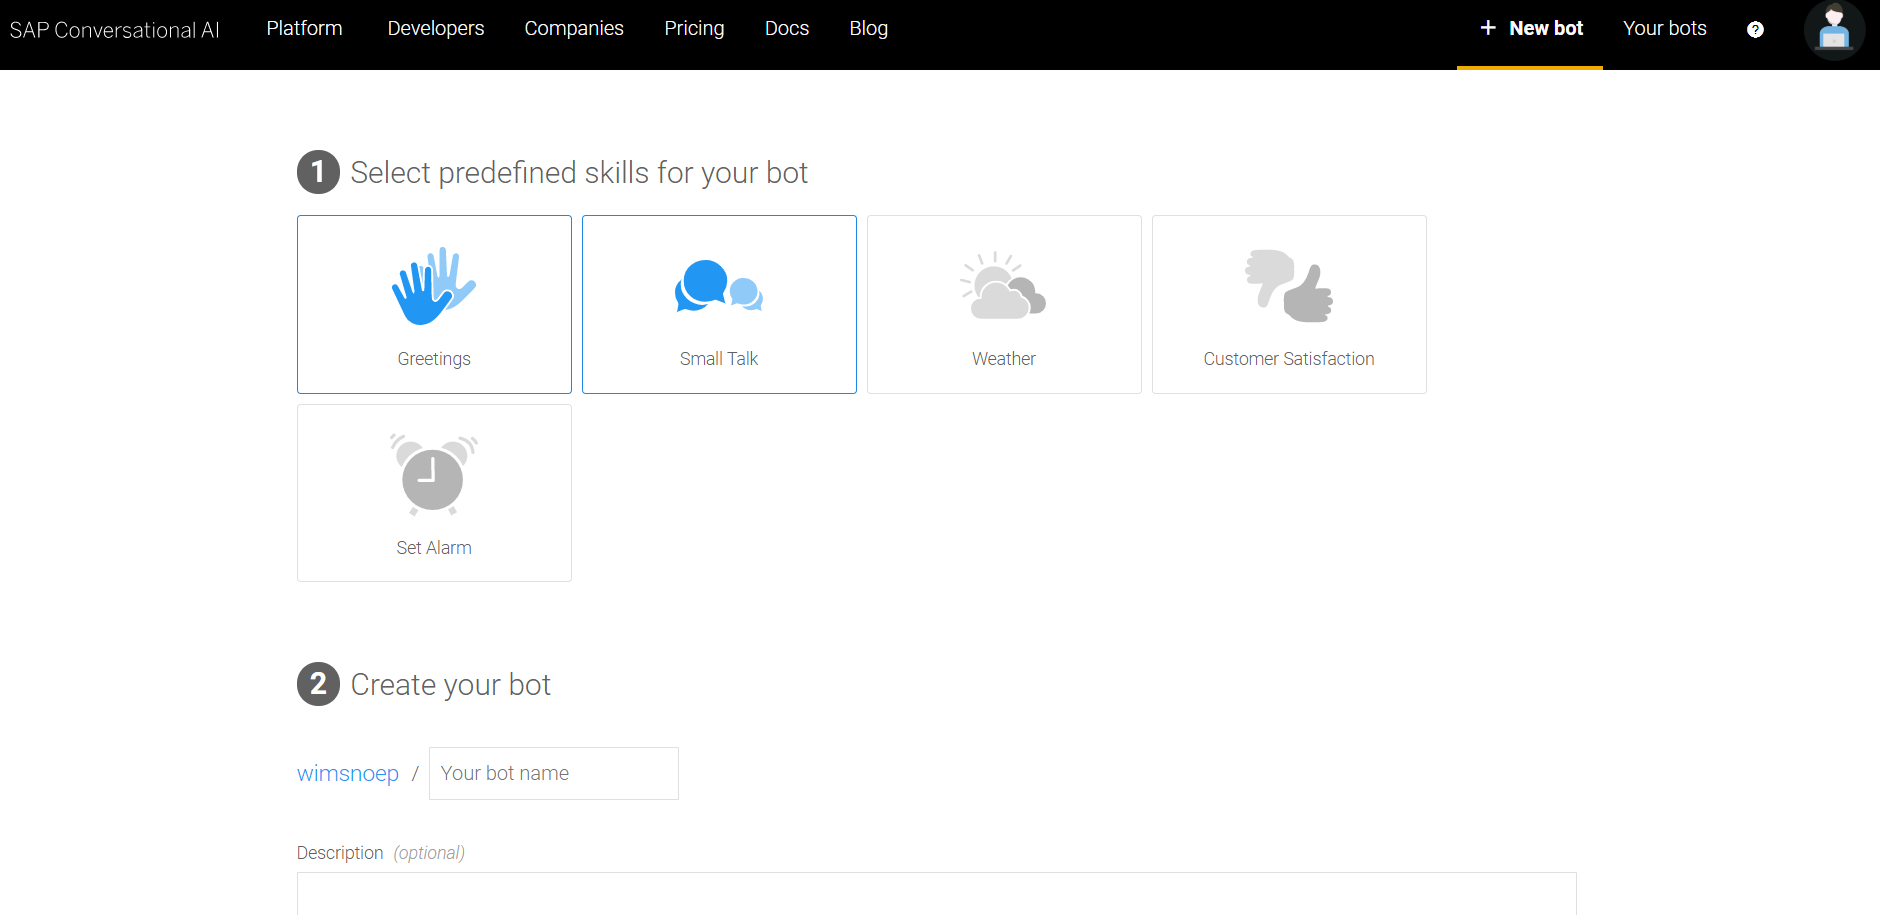 SAP Conversational AI Platform Developers Companies Pricing Docs Blog + New bot Your bots ?
1 Select predefined skills for your bot
Greetings Small Talk Weather Customer Satisfaction
Set Alarm
2 Create your bot
wimsnoep / Your bot name
Description (optional)